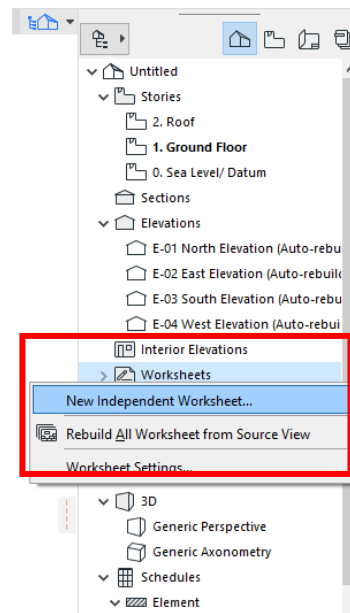 Untitled
Stories
2. Roof
1. Ground Floor
0. Sea Level/ Datum
Sections
Elevations
E-01 North Elevation (Auto-rebu
E-02 East Elevation (Auto-rebuild
E-03 South Elevation (Auto-rebu
E-04 West Elevation (Auto-rebui
Interior Elevations
Worksheets
New Independent Worksheet...
Rebuild All Worksheet from Source View
Worksheet Settings...
3D
Generic Perspective
Generic Axonometry
Schedules
Element